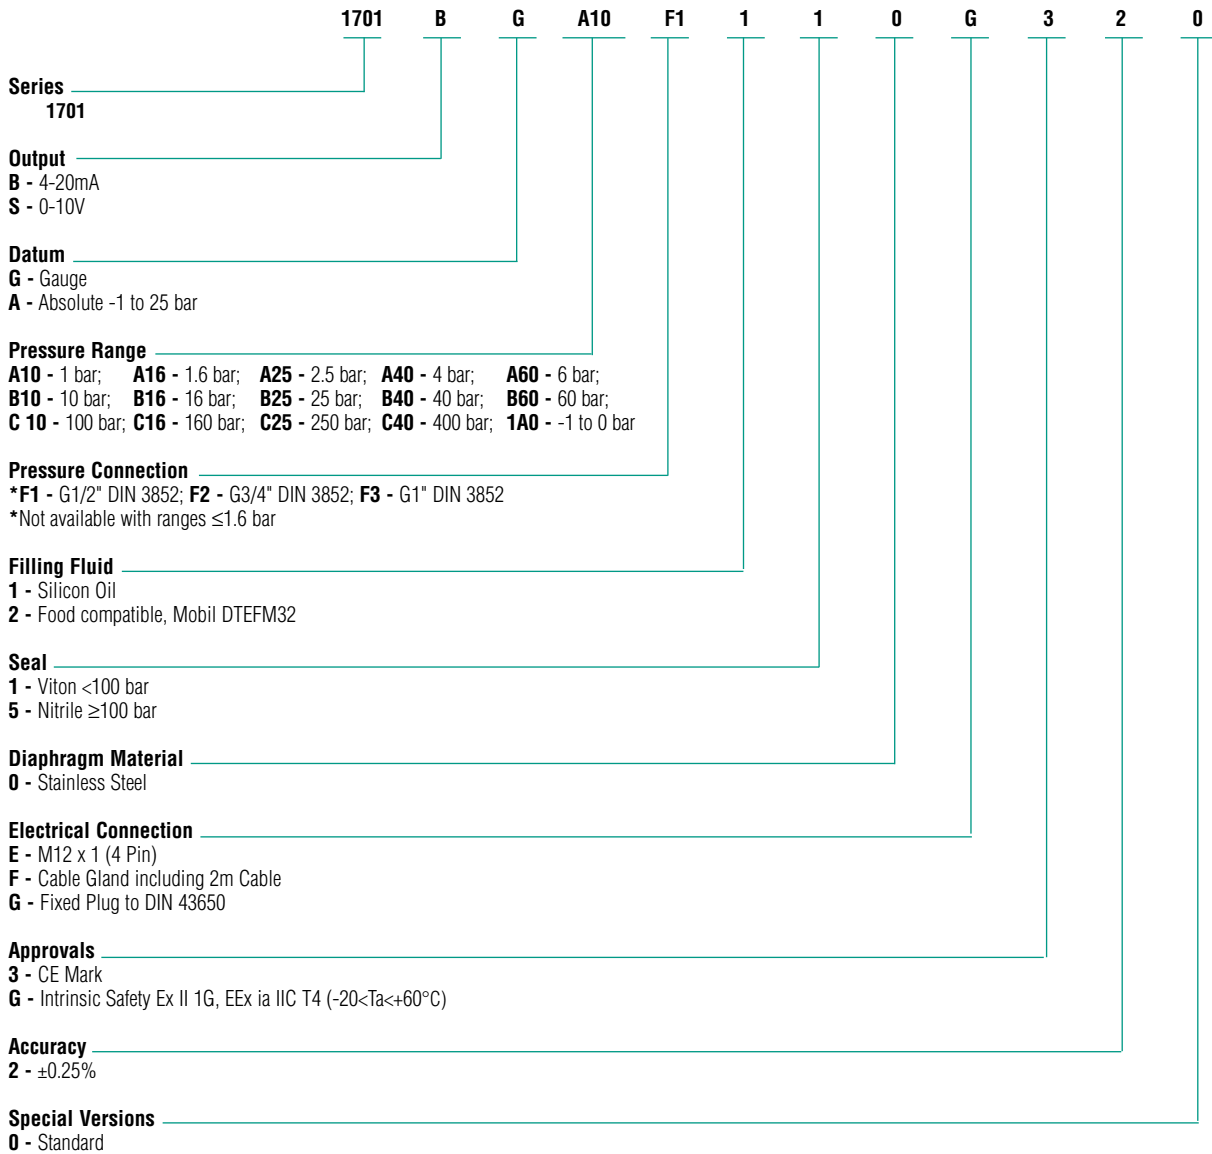 1701 B G A10 F1 1 1 0 G 3 2 0
Series
1701
Output
B - 4-20mA
S - 0-10V
Datum
G - Gauge
A - Absolute -1 to 25 bar
Pressure Range
A10 - 1 bar; A16 - 1.6 bar; A25 - 2.5 bar; A40 - 4 bar; A60 - 6 bar;
B10 - 10 bar; B16 - 16 bar; B25 - 25 bar; B40 - 40 bar; B60 - 60 bar;
C 10 - 100 bar; C16 - 160 bar; C25 - 250 bar; C40 - 400 bar; 1A0 - -1 to 0 bar
Pressure Connection
*F1 - G1/2" DIN 3852; F2 - G3/4" DIN 3852; F3 - G1" DIN 3852
*Not available with ranges ≤1.6 bar
Filling Fluid
1 - Silicon Oil
2 - Food compatible, Mobil DTEFM32
Seal
1 - Viton <100 bar
5 - Nitrile ≥100 bar
Diaphragm Material
0 - Stainless Steel
Electrical Connection
E - M12 x 1 (4 Pin)
F - Cable Gland including 2m Cable
G - Fixed Plug to DIN 43650
Approvals
3 - CE Mark
G - Intrinsic Safety Ex II 1G, EEx ia IIC T4 (-20<Ta<+60°C)
Accuracy
2 - ±0.25%
Special Versions
0 - Standard